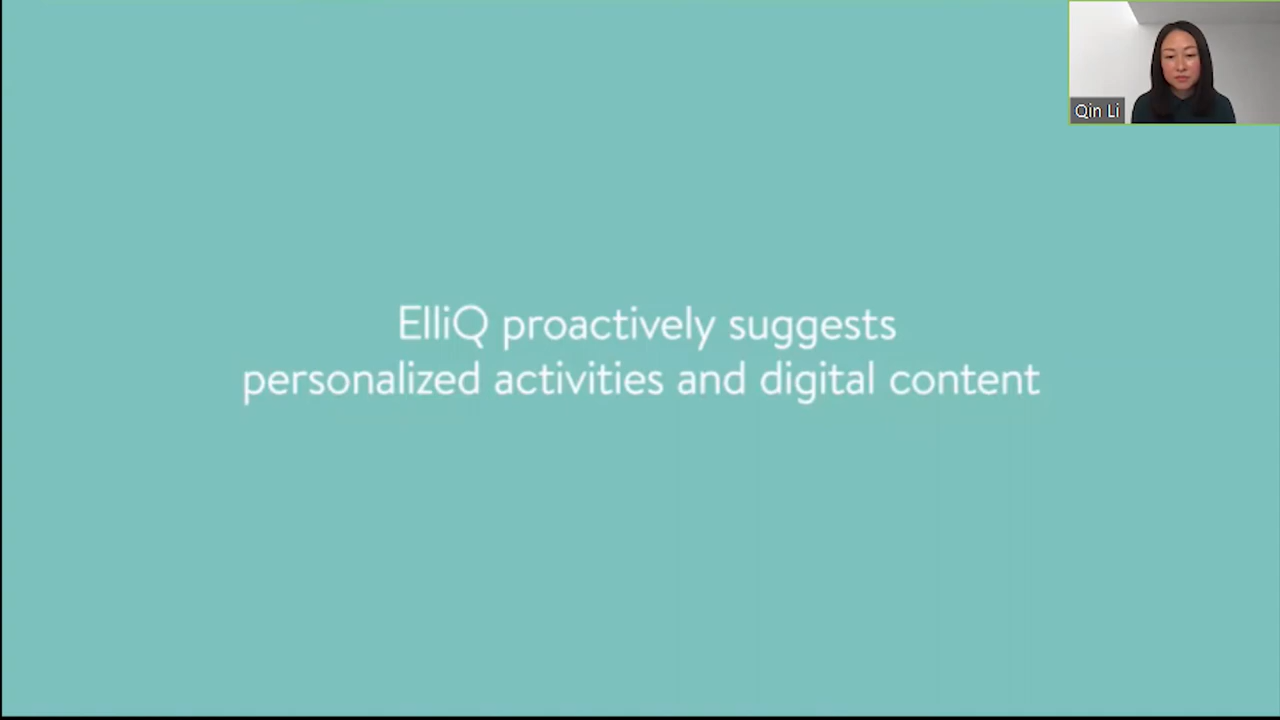 Qin Li
ElliQ proactively suggests
personalized activities and digital content